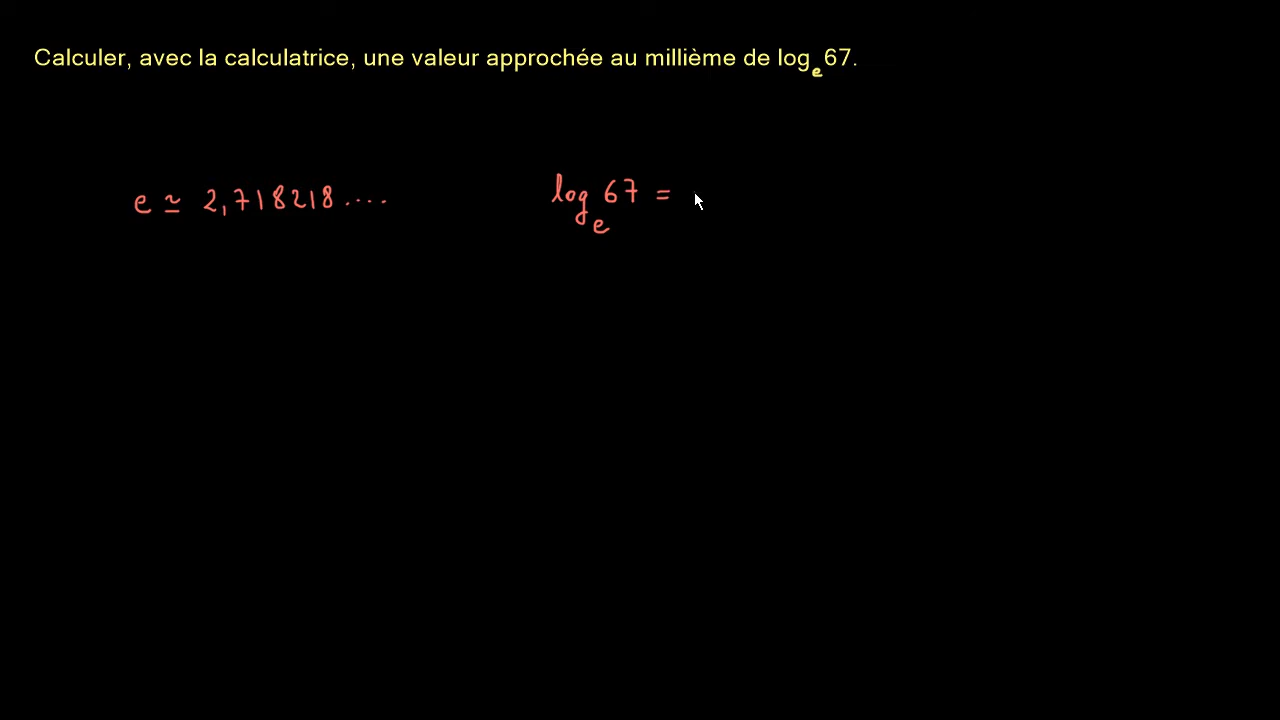 Calculer, avec la calculatrice, une valeur approchée au millième de logₑ67.
e ≃ 2,718218.... logₑ 67 =